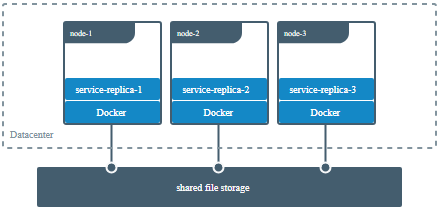 node-1
node-2
node-3
service-replica-1
service-replica-2
service-replica-3
Docker
Docker
Docker
Datacenter
shared file storage